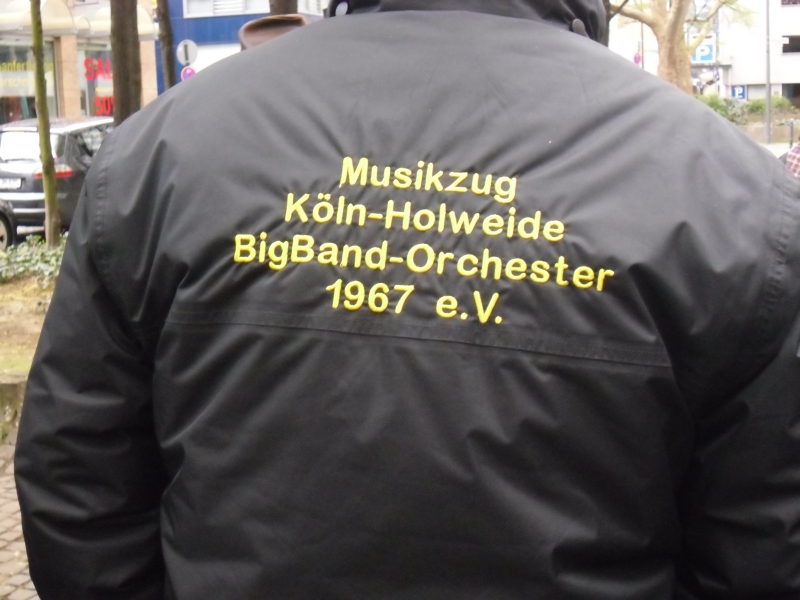 Musikzug
Köln-Holweide
BigBand-Orchester
1967 e.V.
P
P